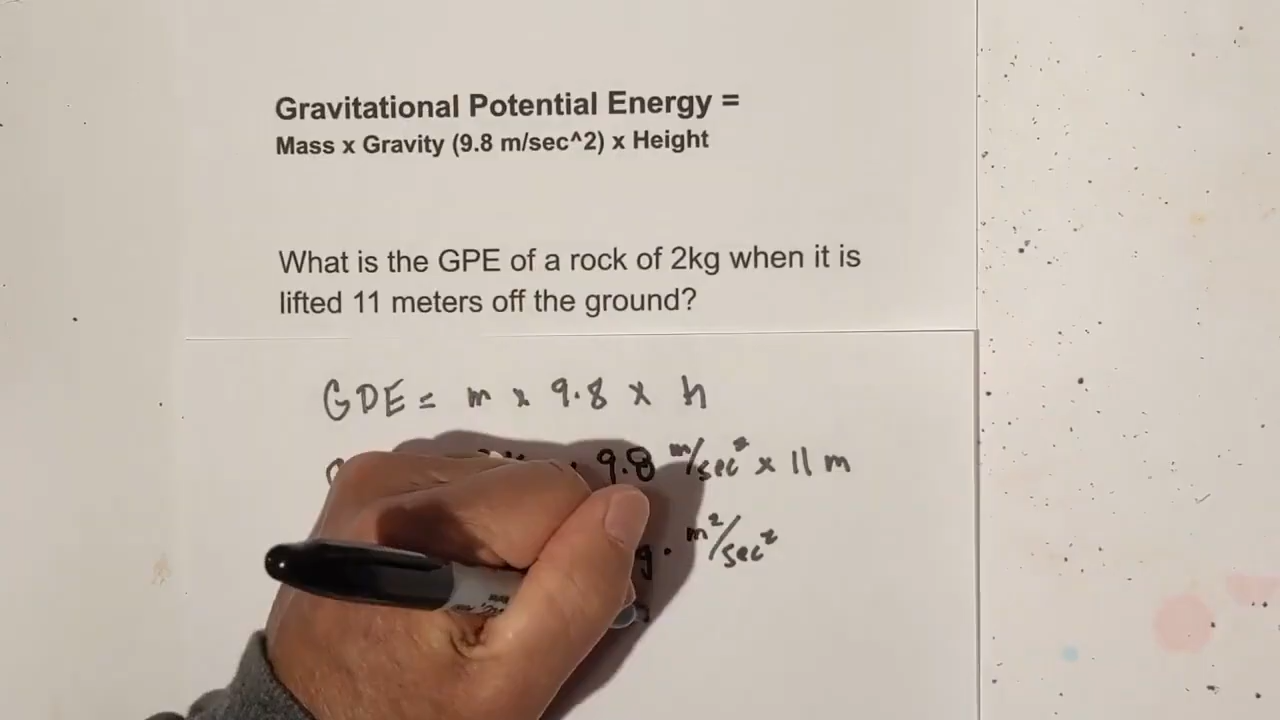 Gravitational Potential Energy =
Mass x Gravity (9.8 m/sec^2) x Height
What is the GPE of a rock of 2kg when it is
lifted 11 meters off the ground?
GPE = m x 9.8 x h
9.8 m/sec² x 11 m
g · m²/sec²